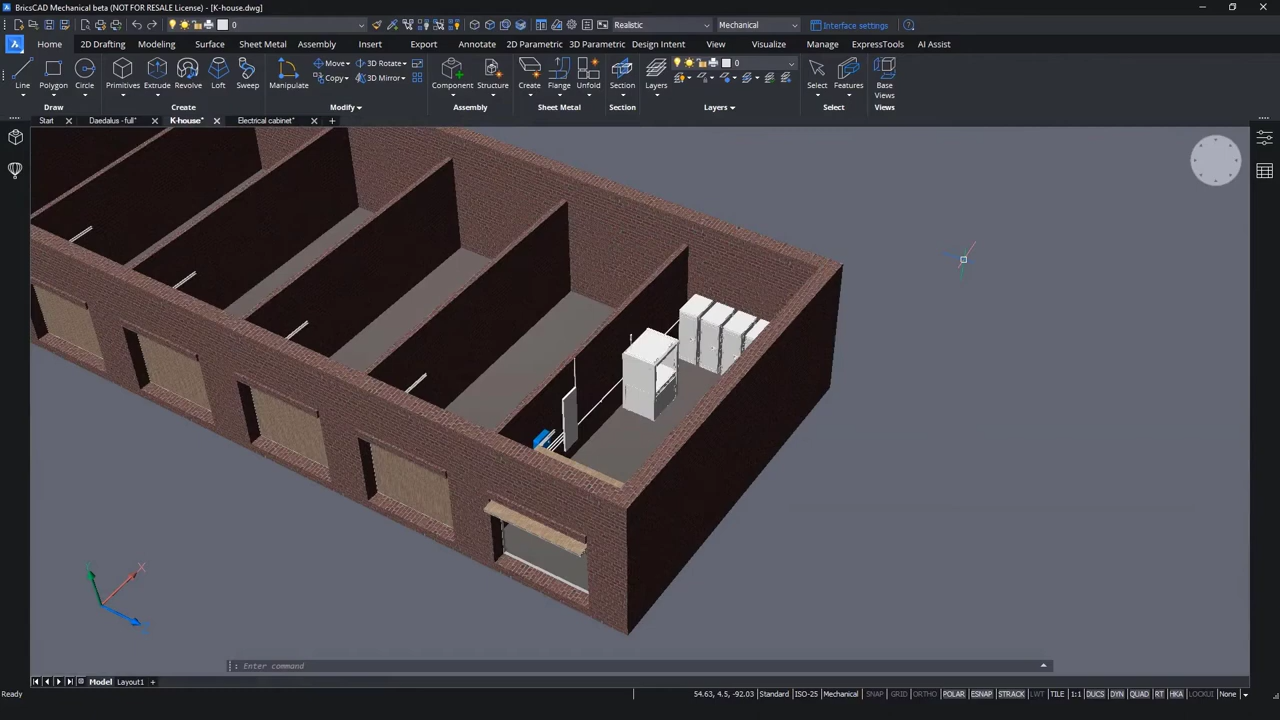 BricsCAD Mechanical beta (NOT FOR RESALE License) - [K-house.dwg]
0 Realistic Mechanical Interface settings
Home 2D Drafting Modeling Surface Sheet Metal Assembly Insert Export Annotate 2D Parametric 3D Parametric Design Intent View Visualize Manage ExpressTools AI Assist
Move 3D Rotate 0
Copy 3D Mirror
Line Polygon Circle Primitives Extrude Revolve Loft Sweep Manipulate Component Structure Create Flange Unfold Section Layers Select Features Base Views
Draw Create Modify Assembly Sheet Metal Section Layers Select Views
Start Daedalus -full* K-house* Electrical cabinet*
X
: Enter command
Model Layout1
Ready 54.63, 4.5, -92.03 Standard ISO-25 Mechanical SNAP GRID ORTHO POLAR ESNAP STRACK LWT TILE 1:1 DUCS DYN QUAD RT HKA LOCKUI None